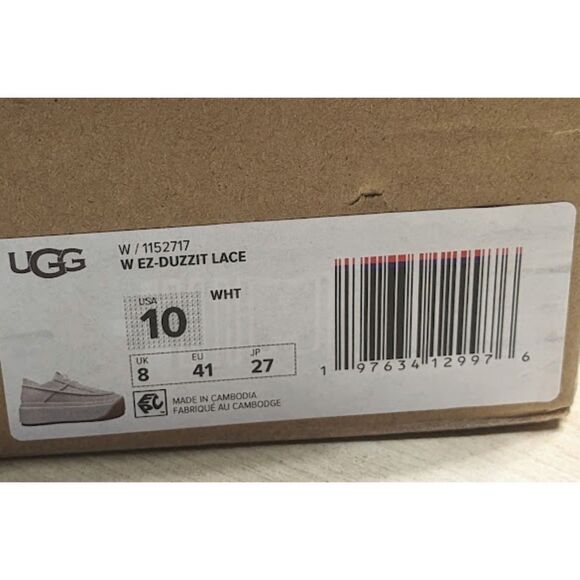 UGG
W / 1152717
W EZ-DUZZIT LACE
USA
10
WHT
UK
8
EU
41
JP
27
MADE IN CAMBODIA
FABRIQUÉ AU CAMBODGE
1 97634 12997 6